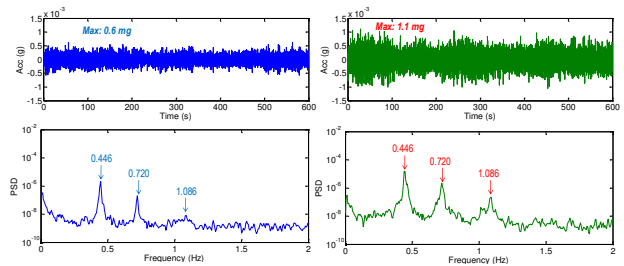 1.5 x 10^-3
Max: 0.6 mg
1
0.5
0
-0.5
-1
-1.5
Acc (g)
0 100 200 300 400 500 600
Time (s)
1.5 x 10^-3
Max: 1.1 mg
1
0.5
0
-0.5
-1
-1.5
Acc (g)
0 100 200 300 400 500 600
Time (s)
10^-2
10^-4
10^-6
10^-8
10^-10
PSD
0.446
0.720
1.086
0 0.5 1 1.5 2
Frequency (Hz)
10^-2
10^-4
10^-6
10^-8
10^-10
PSD
0.446
0.720
1.086
0 0.5 1 1.5 2
Frequency (Hz)